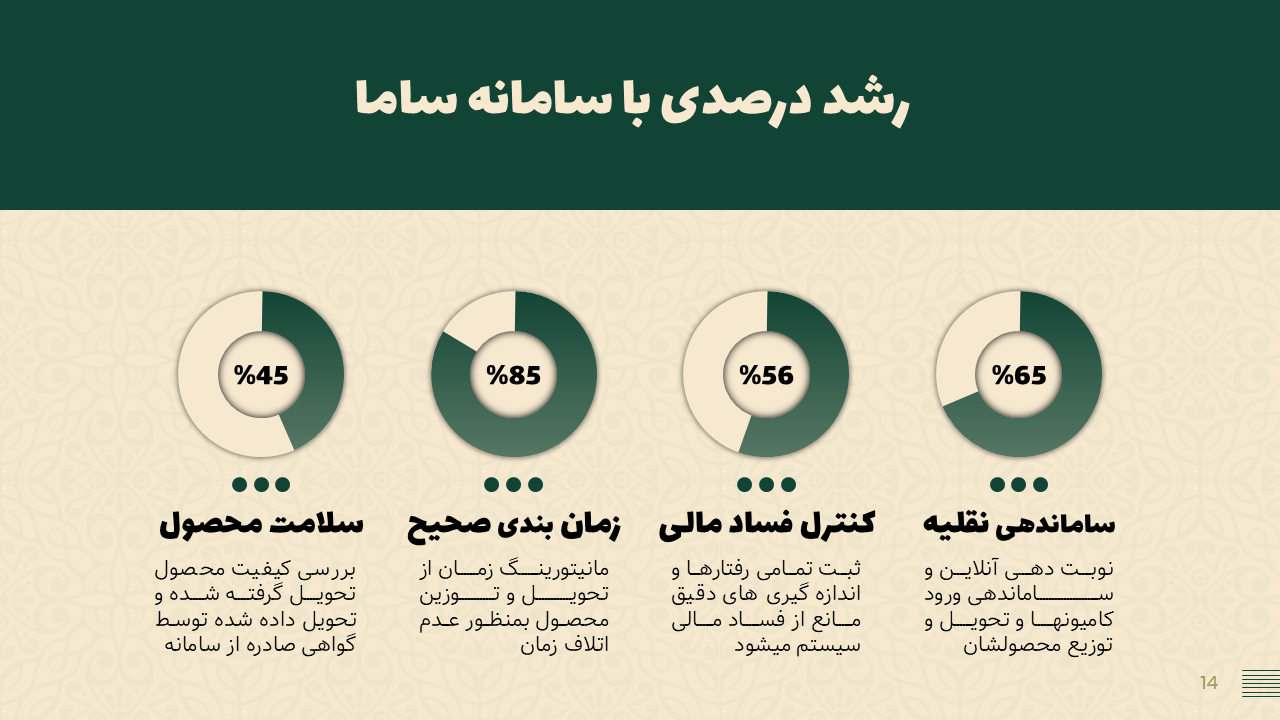 رشد درصدی با سامانه ساما
%65
%56
%85
%45
ساماندهی نقلیه
نوبت دهی آنلاین و
ساماندهی ورود
کامیونها و تحویل و
توزیع محصولشان
کنترل فساد مالی
ثبت تمامی رفتارها و
اندازه گیری های دقیق
مانع از فساد مالی
سیستم میشود
زمان بندی صحیح
مانیتورینگ زمان از
تحویل و توزین
محصول بمنظور عدم
اتلاف زمان
سلامت محصول
بررسی کیفیت محصول
تحویل گرفته شده و
تحویل داده شده توسط
گواهی صادره از سامانه
14